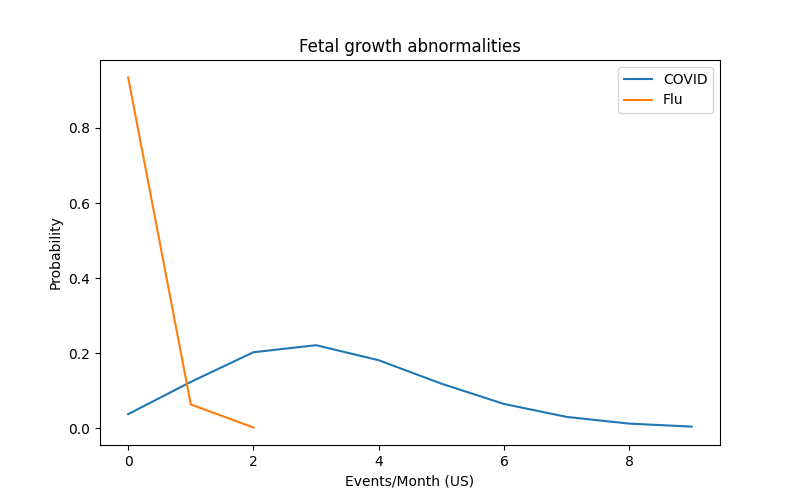 Fetal growth abnormalities
COVID
Flu
Probability
0.8
0.6
0.4
0.2
0.0
0 2 4 6 8
Events/Month (US)